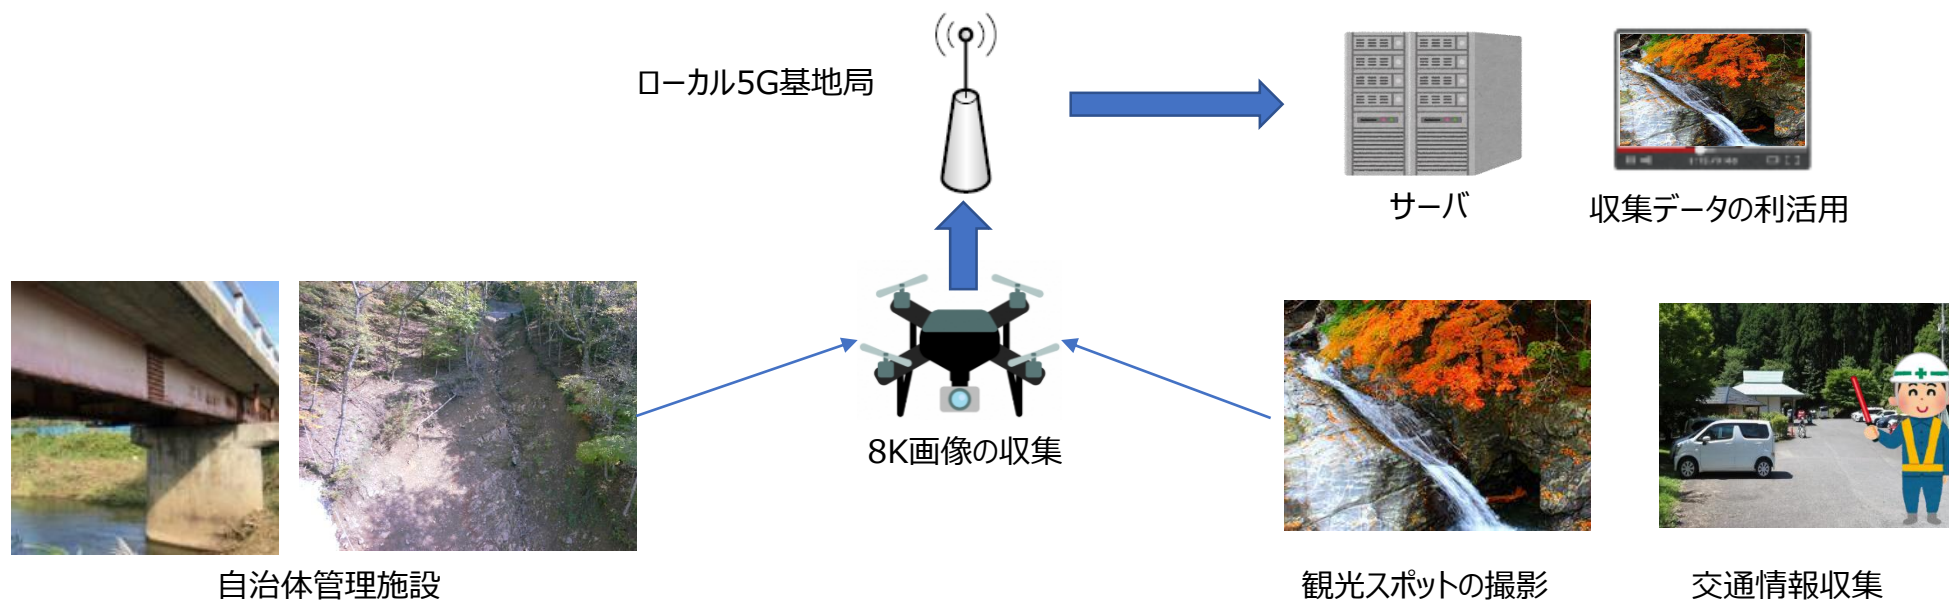 ローカル5G基地局
サーバ
収集データの利活用
8K画像の収集
自治体管理施設
観光スポットの撮影
交通情報収集